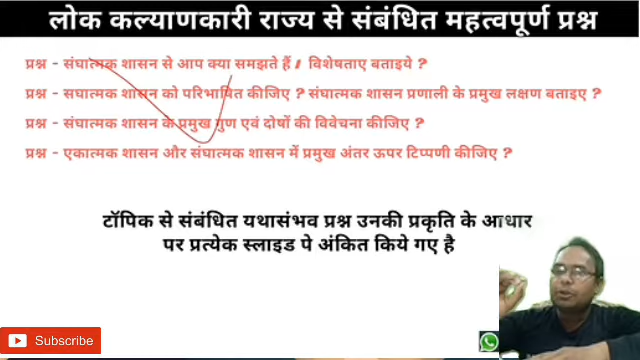 लोक कल्याणकारी राज्य से संबंधित महत्वपूर्ण प्रश्न
प्रश्न - संघात्मक शासन से आप क्या समझते हैं / विशेषताए बताइये ?
प्रश्न - सघात्मक शासन को परिभाषित कीजिए ? संघात्मक शासन प्रणाली के प्रमुख लक्षण बताइए ?
प्रश्न - संघात्मक शासन के प्रमुख गुण एवं दोषों की विवेचना कीजिए ?
प्रश्न - एकात्मक शासन और संघात्मक शासन में प्रमुख अंतर ऊपर टिप्पणी कीजिए ?
टॉपिक से संबंधित यथासंभव प्रश्न उनकी प्रकृति के आधार
पर प्रत्येक स्लाइड पे अंकित किये गए है
Subscribe